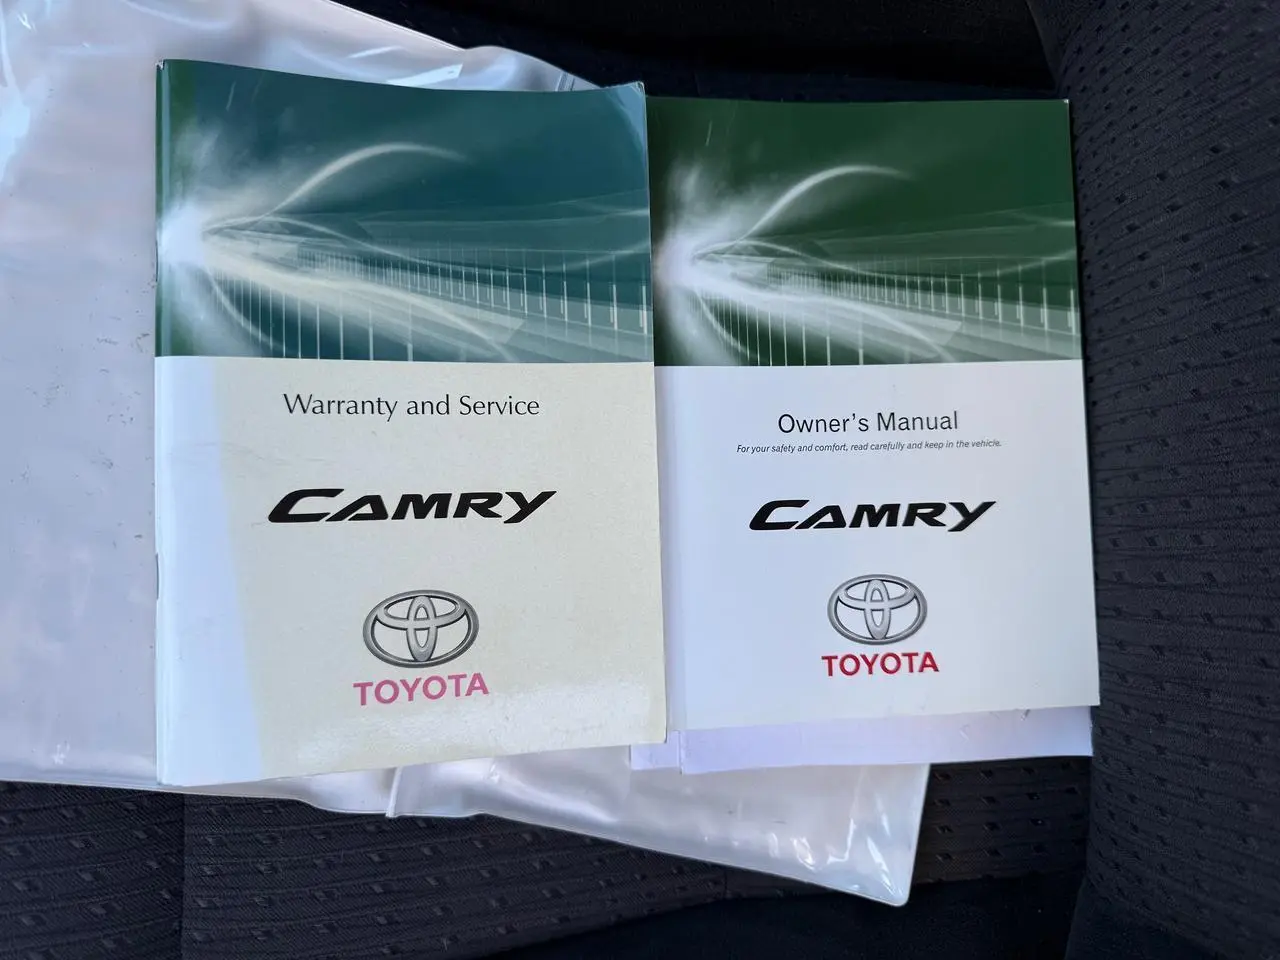 Warranty and Service
CAMRY
TOYOTA
Owner's Manual
For your safety and comfort, read carefully and keep in the vehicle.
CAMRY
TOYOTA